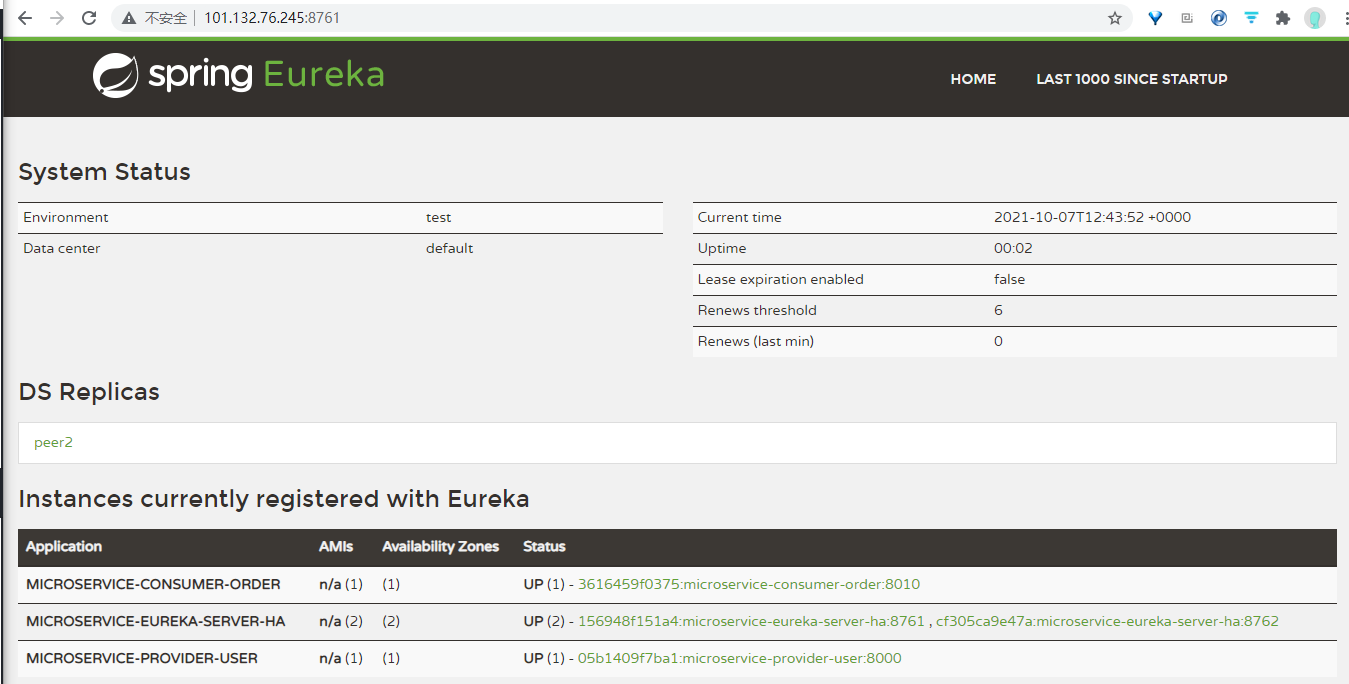 不安全 101.132.76.245:8761
spring Eureka
HOME LAST 1000 SINCE STARTUP
System Status
Environment test
Data center default
Current time 2021-10-07T12:43:52 +0000
Uptime 00:02
Lease expiration enabled false
Renews threshold 6
Renews (last min) 0
DS Replicas
peer2
Instances currently registered with Eureka
Application AMIs Availability Zones Status
MICROSERVICE-CONSUMER-ORDER n/a (1) (1) UP (1) - 3616459f0375:microservice-consumer-order:8010
MICROSERVICE-EUREKA-SERVER-HA n/a (2) (2) UP (2) - 156948f151a4:microservice-eureka-server-ha:8761 , cf305ca9e47a:microservice-eureka-server-ha:8762
MICROSERVICE-PROVIDER-USER n/a (1) (1) UP (1) - 05b1409f7ba1:microservice-provider-user:8000